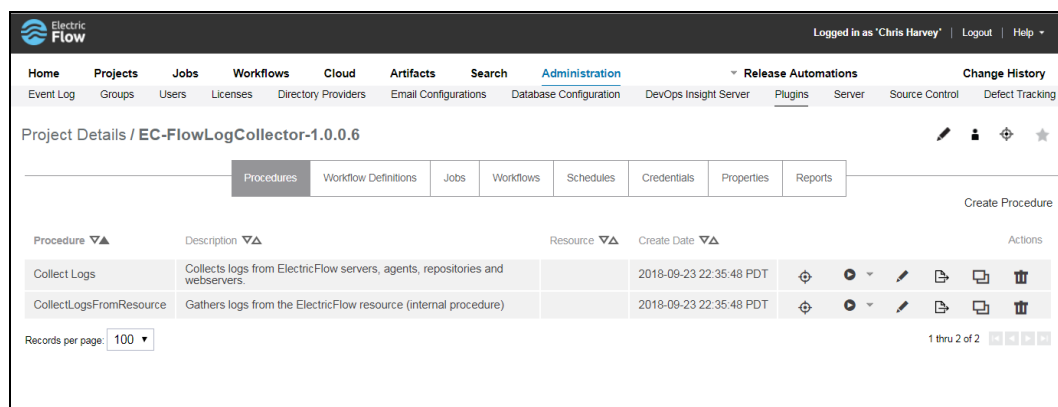 Electric
Flow
Logged in as 'Chris Harvey' | Logout | Help
Home Projects Jobs Workflows Cloud Artifacts Search Administration Release Automations Change History
Event Log Groups Users Licenses Directory Providers Email Configurations Database Configuration DevOps Insight Server Plugins Server Source Control Defect Tracking
Project Details / EC-FlowLogCollector-1.0.0.6
Procedures Workflow Definitions Jobs Workflows Schedules Credentials Properties Reports
Create Procedure
Procedure Description Resource Create Date Actions
Collect Logs Collects logs from ElectricFlow servers, agents, repositories and 2018-09-23 22:35:48 PDT
webservers.
CollectLogsFromResource Gathers logs from the ElectricFlow resource (internal procedure) 2018-09-23 22:35:48 PDT
Records per page: 100 1 thru 2 of 2